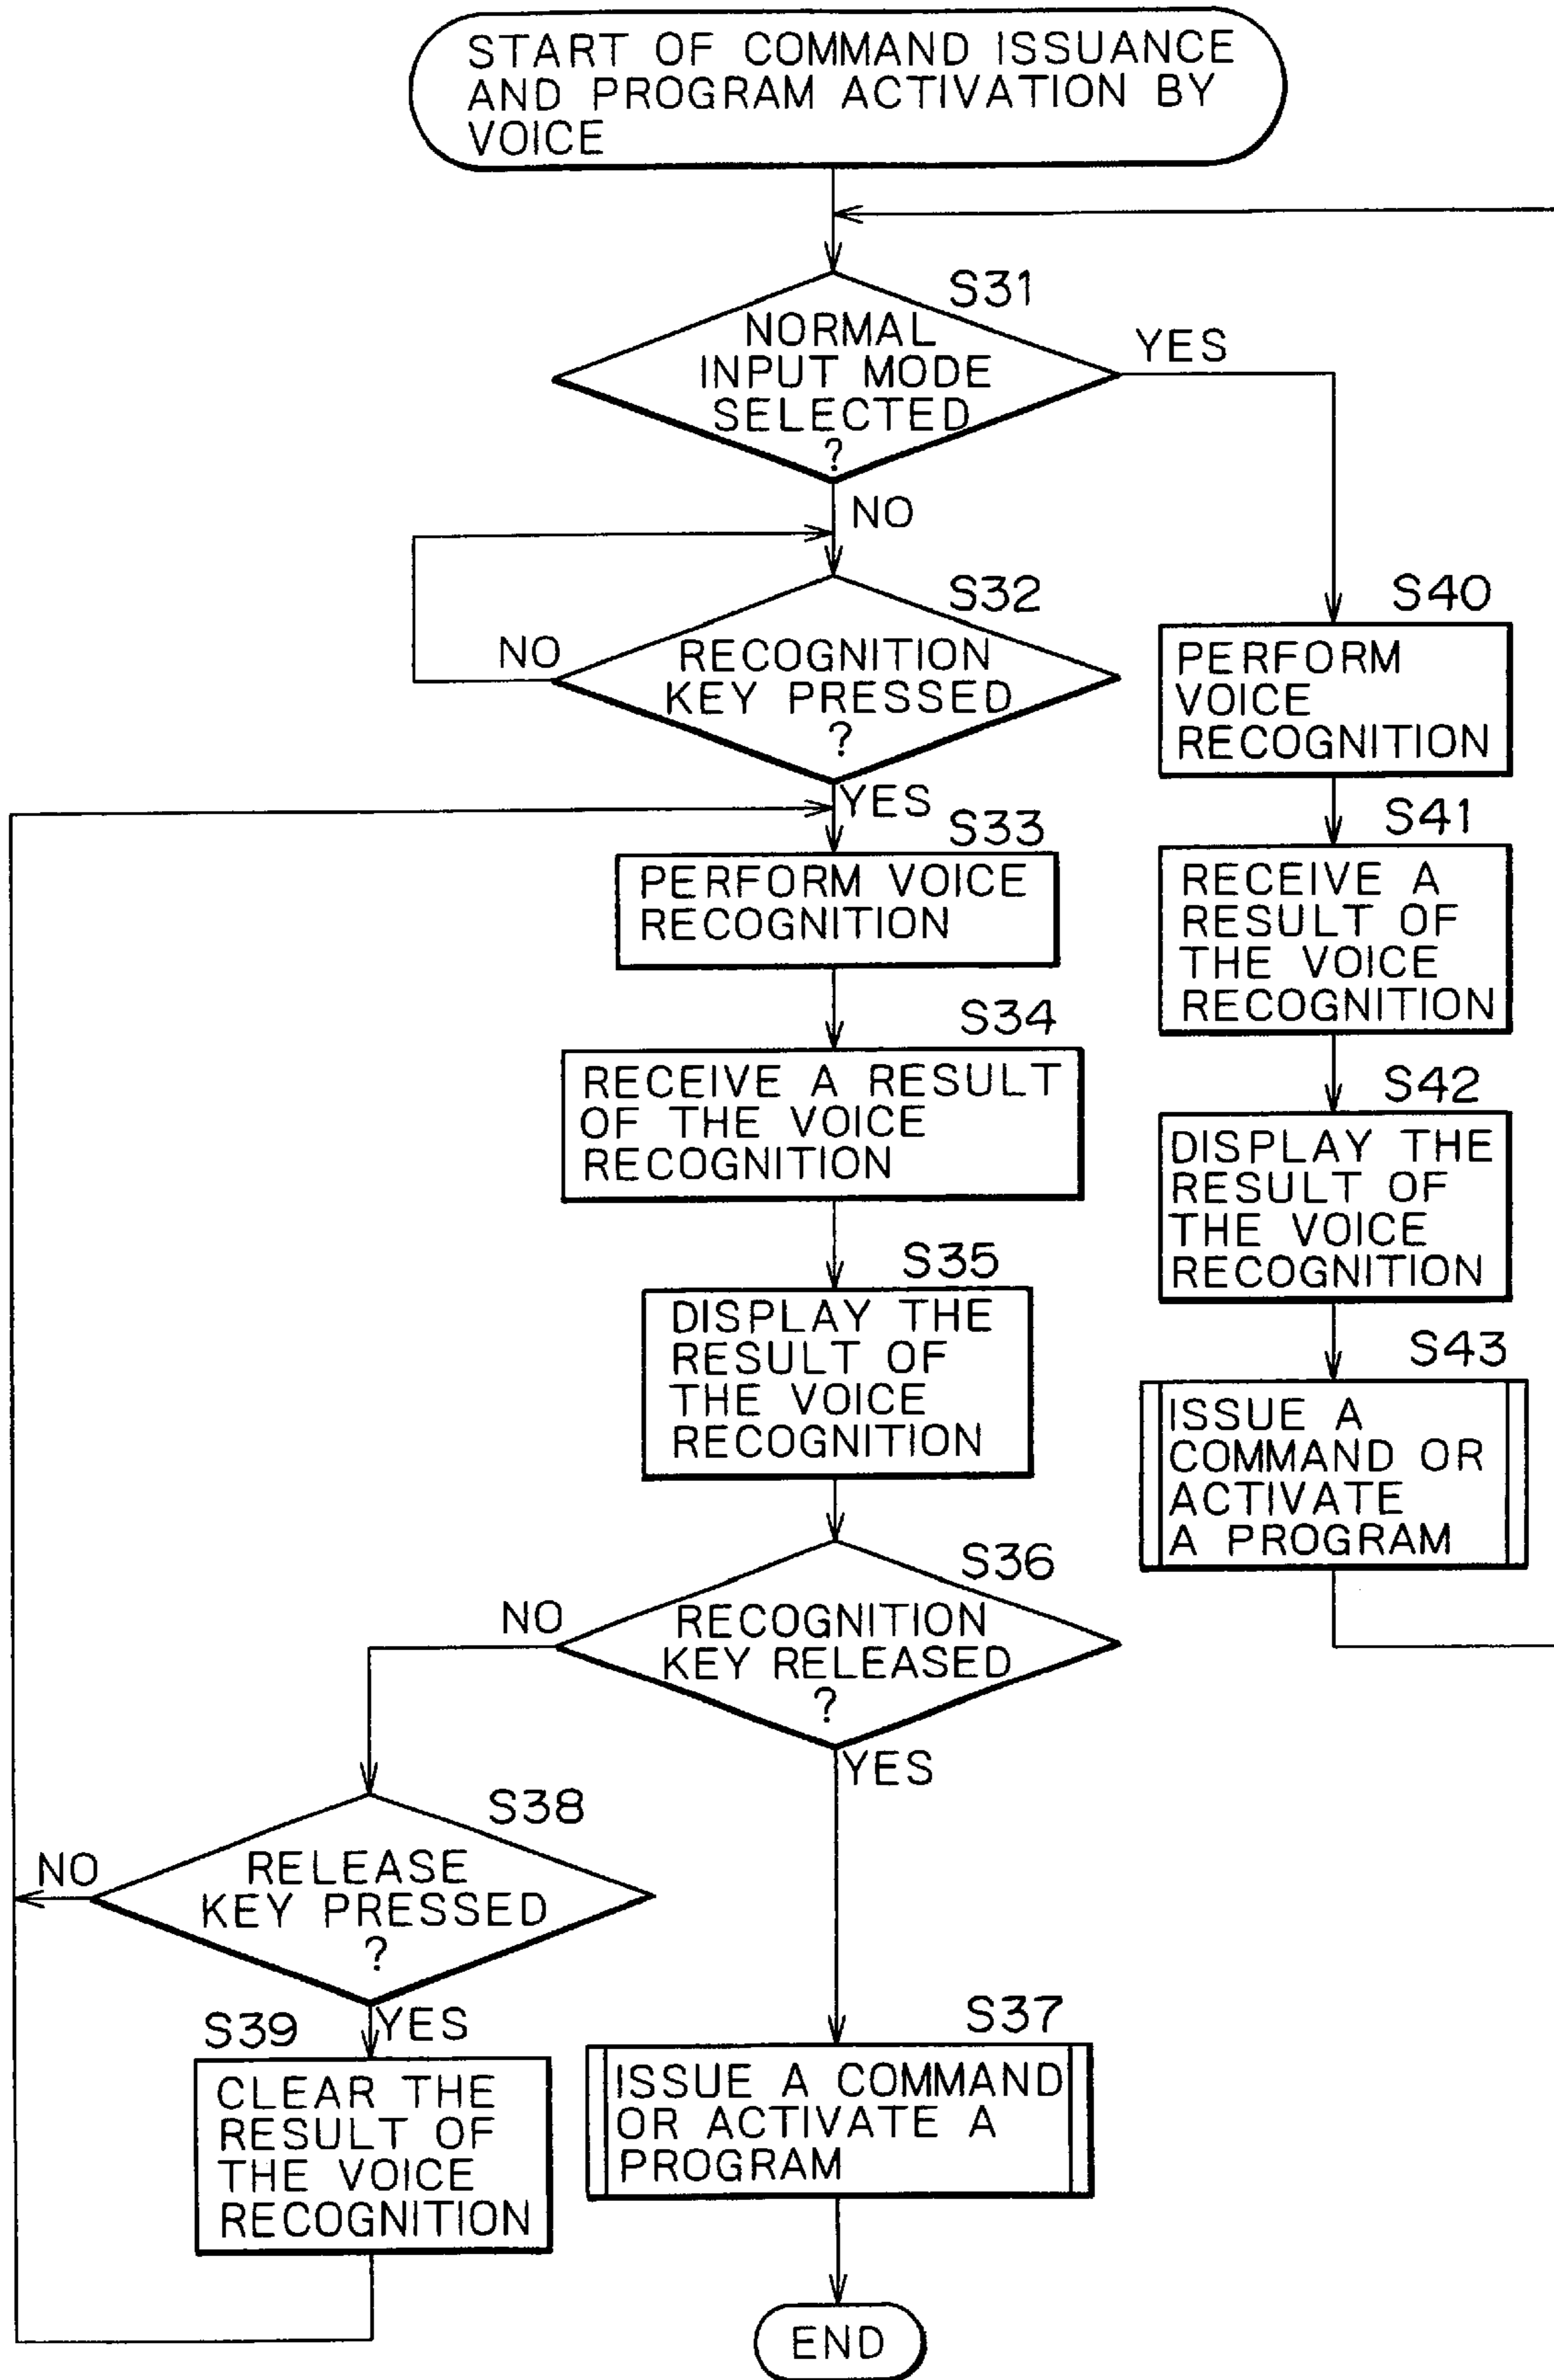 START OF COMMAND ISSUANCE
AND PROGRAM ACTIVATION BY
VOICE
S31
NORMAL
INPUT MODE
SELECTED
?
YES
NO
S32
RECOGNITION
KEY PRESSED
?
NO
YES
S33
PERFORM VOICE
RECOGNITION
S34
RECEIVE A RESULT
OF THE VOICE
RECOGNITION
S35
DISPLAY THE
RESULT OF
THE VOICE
RECOGNITION
S36
RECOGNITION
KEY RELEASED
?
NO
YES
S38
RELEASE
KEY PRESSED
?
NO
YES
S39
CLEAR THE
RESULT OF
THE VOICE
RECOGNITION
S37
ISSUE A COMMAND
OR ACTIVATE A
PROGRAM
END
S40
PERFORM
VOICE
RECOGNITION
S41
RECEIVE A
RESULT OF
THE VOICE
RECOGNITION
S42
DISPLAY THE
RESULT OF
THE VOICE
RECOGNITION
S43
ISSUE A
COMMAND OR
ACTIVATE
A PROGRAM